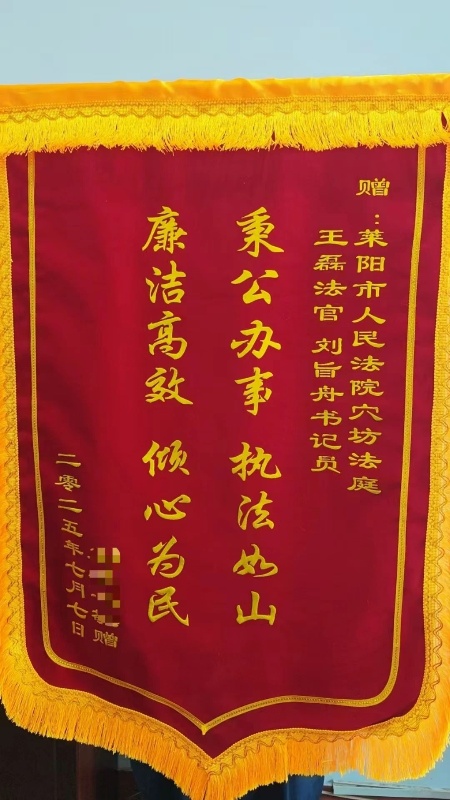 赠：莱阳市人民法院穴坊法庭
王磊法官 刘旨舟书记员
秉公办事 执法如山
廉洁高效 倾心为民
赠
二零二五年七月七日